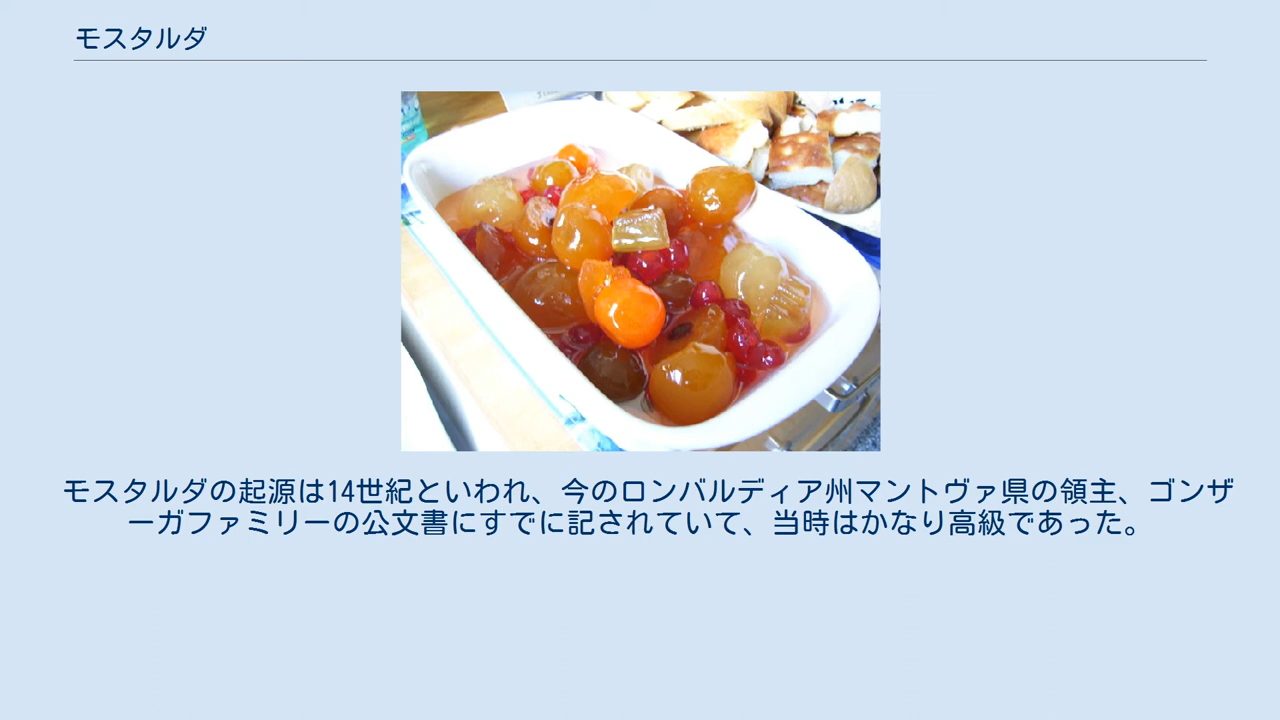 モスタルダ
モスタルダの起源は14世紀といわれ、今のロンバルディア州マントヴァ県の領主、ゴンザ
ーガファミリーの公文書にすでに記されていて、当時はかなり高級であった。